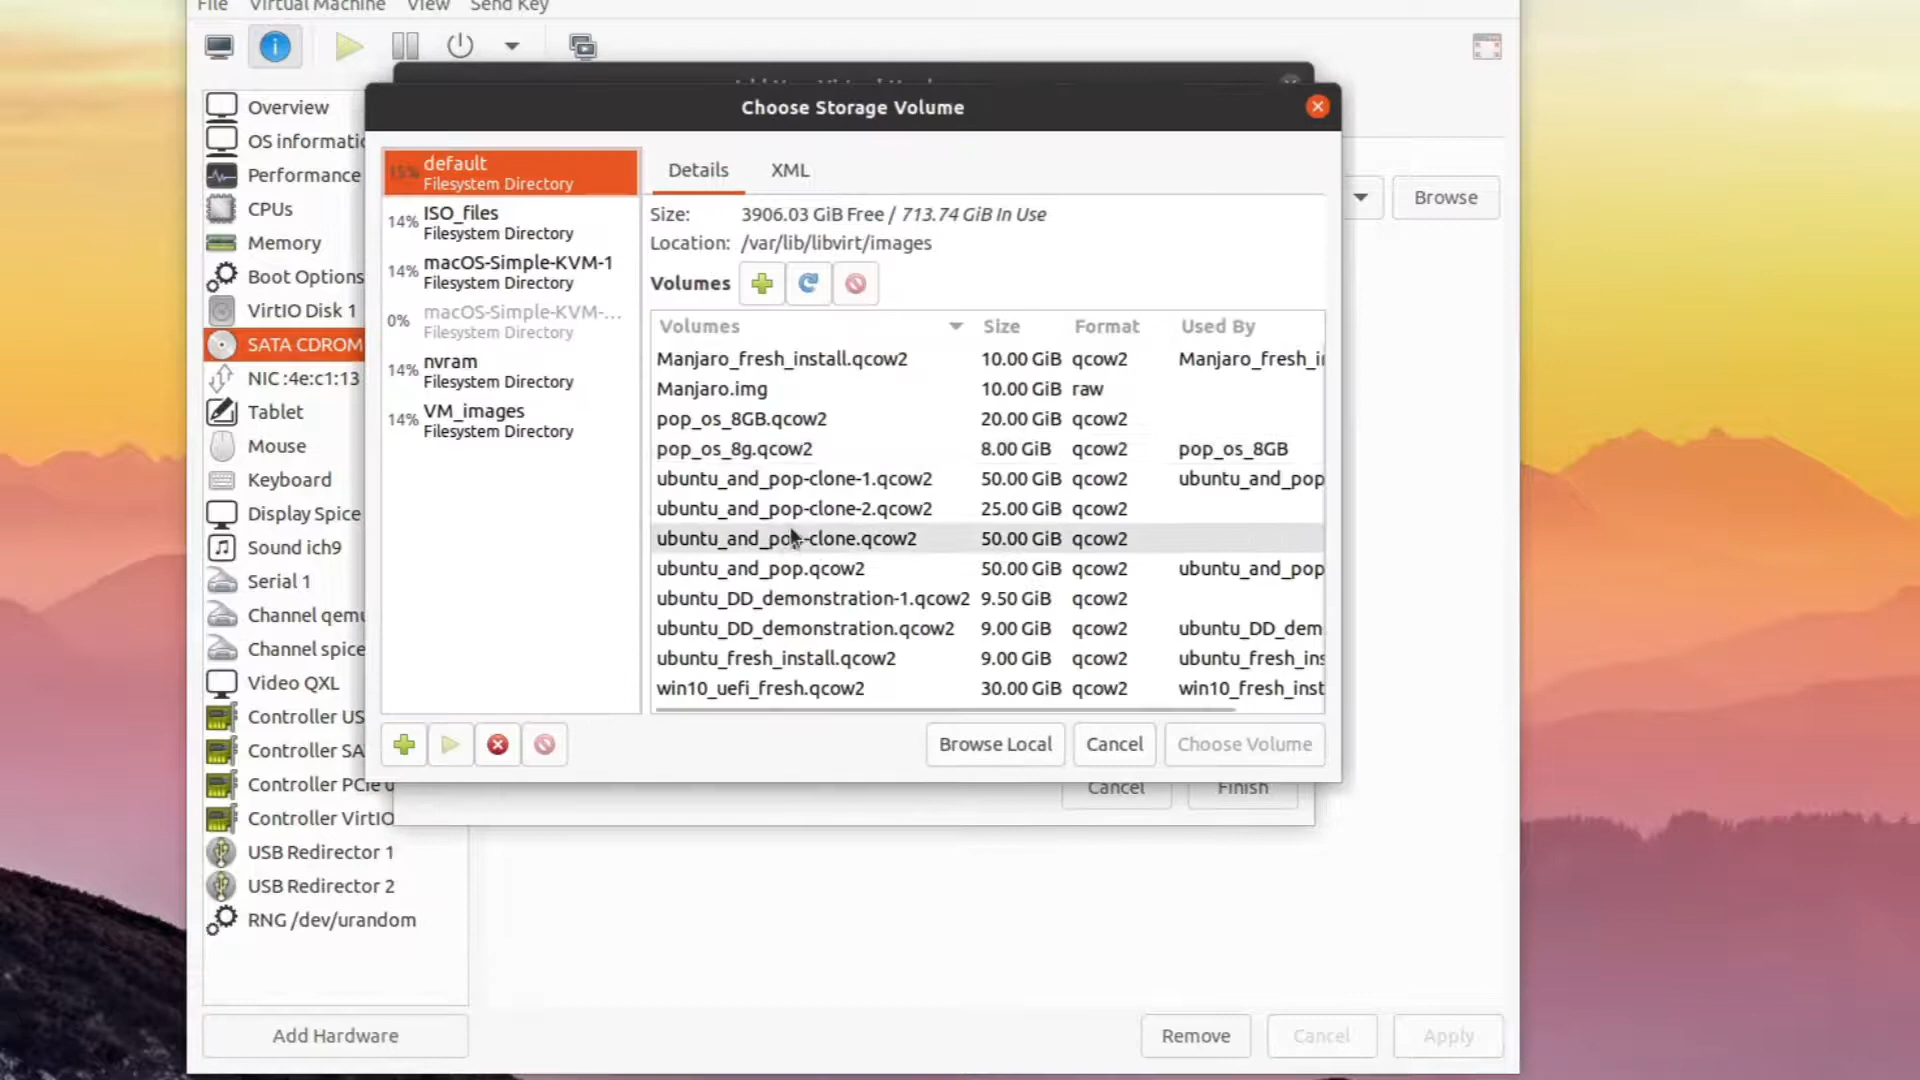 File Virtual Machine View Send Key
Choose Storage Volume
Overview
OS informatio
Performance
CPUs
Memory
Boot Options
VirtIO Disk 1
SATA CDROM
NIC :4e:c1:13
Tablet
Mouse
Keyboard
Display Spice
Sound ich9
Serial 1
Channel qemu
Channel spice
Video QXL
Controller US
Controller SA
Controller PCIe 0
Controller VirtIO
USB Redirector 1
USB Redirector 2
RNG /dev/urandom
Add Hardware
15% default
Filesystem Directory
14% ISO_files
Filesystem Directory
14% macOS-Simple-KVM-1
Filesystem Directory
0% macOS-Simple-KVM-...
Filesystem Directory
14% nvram
Filesystem Directory
14% VM_images
Filesystem Directory
Details XML
Size: 3906.03 GiB Free / 713.74 GiB In Use
Location: /var/lib/libvirt/images
Volumes
Volumes Size Format Used By
Manjaro_fresh_install.qcow2 10.00 GiB qcow2 Manjaro_fresh_i
Manjaro.img 10.00 GiB raw
pop_os_8GB.qcow2 20.00 GiB qcow2
pop_os_8g.qcow2 8.00 GiB qcow2 pop_os_8GB
ubuntu_and_pop-clone-1.qcow2 50.00 GiB qcow2 ubuntu_and_pop
ubuntu_and_pop-clone-2.qcow2 25.00 GiB qcow2
ubuntu_and_pop-clone.qcow2 50.00 GiB qcow2
ubuntu_and_pop.qcow2 50.00 GiB qcow2 ubuntu_and_pop
ubuntu_DD_demonstration-1.qcow2 9.50 GiB qcow2
ubuntu_DD_demonstration.qcow2 9.00 GiB qcow2 ubuntu_DD_dem
ubuntu_fresh_install.qcow2 9.00 GiB qcow2 ubuntu_fresh_ins
win10_uefi_fresh.qcow2 30.00 GiB qcow2 win10_fresh_inst
Browse Local Cancel Choose Volume
Cancel Finish
Browse
Remove Cancel Apply